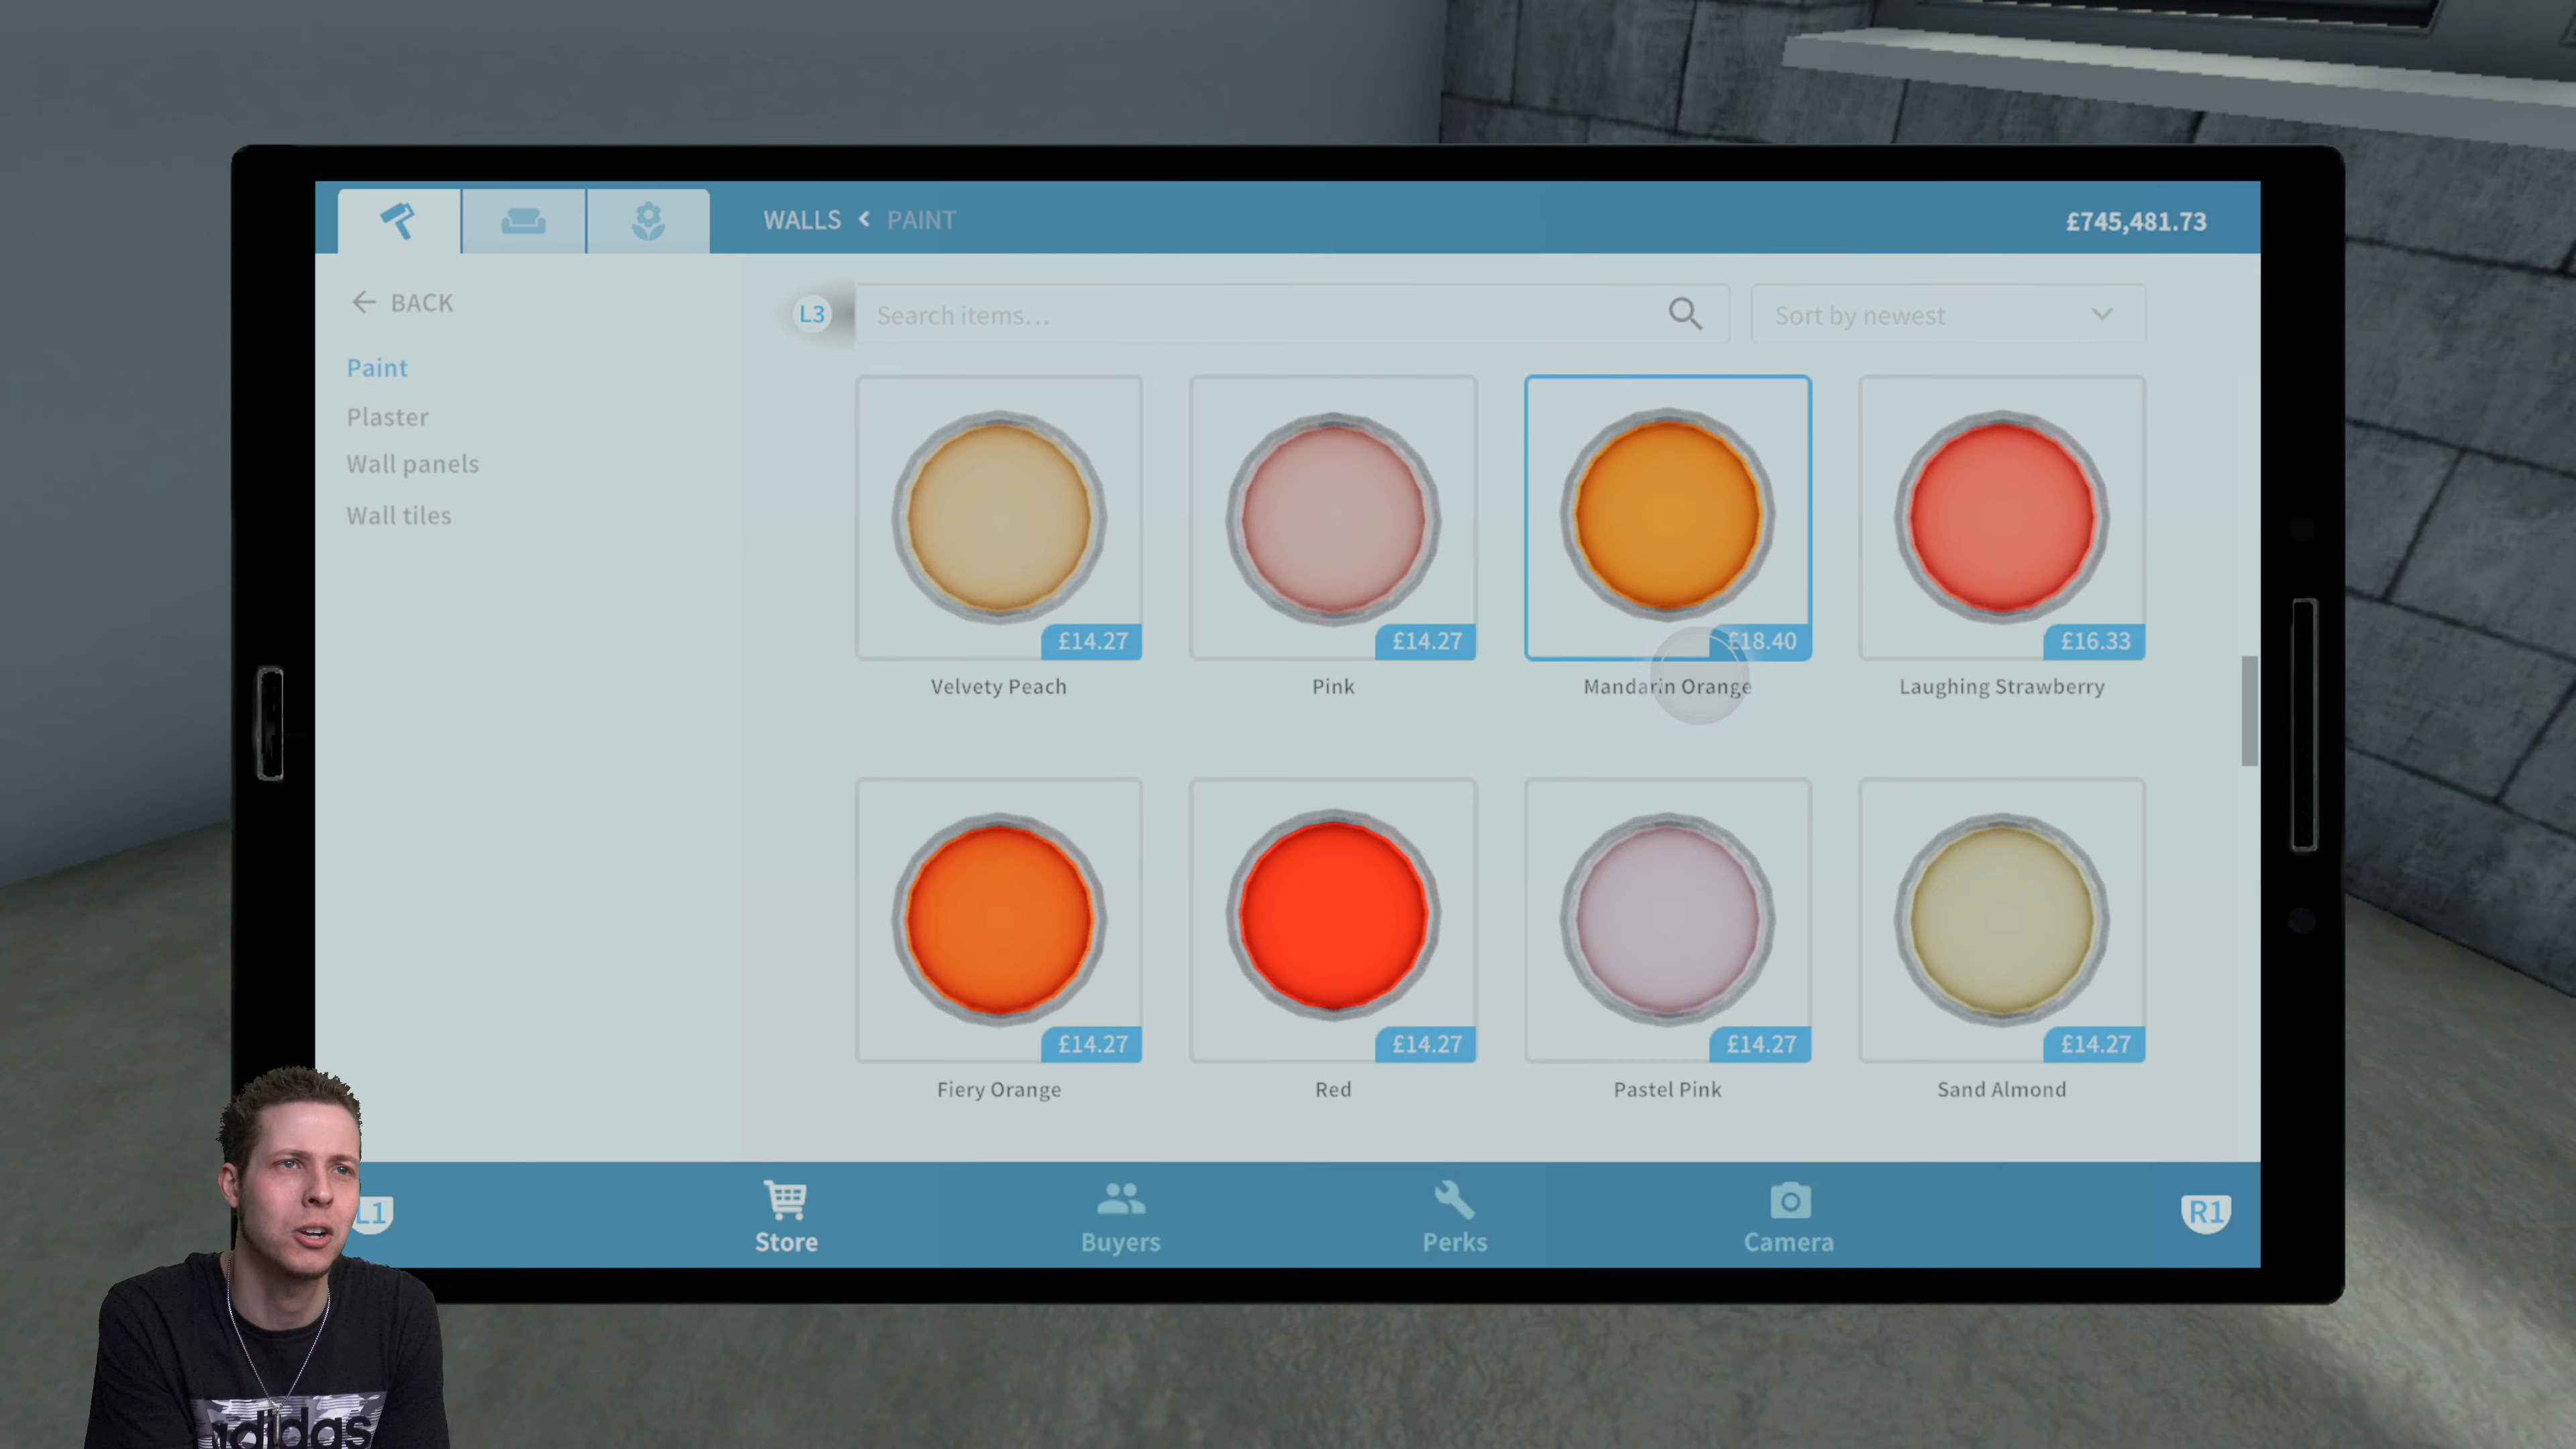 WALLS < PAINT
£745,481.73
BACK
L3
Search items...
Sort by newest
Paint
Plaster
Wall panels
Wall tiles
£14.27
£14.27
£18.40
£16.33
Velvety Peach
Pink
Mandarin Orange
Laughing Strawberry
£14.27
£14.27
£14.27
£14.27
Fiery Orange
Red
Pastel Pink
Sand Almond
L1
Store
Buyers
Perks
Camera
R1
adidas